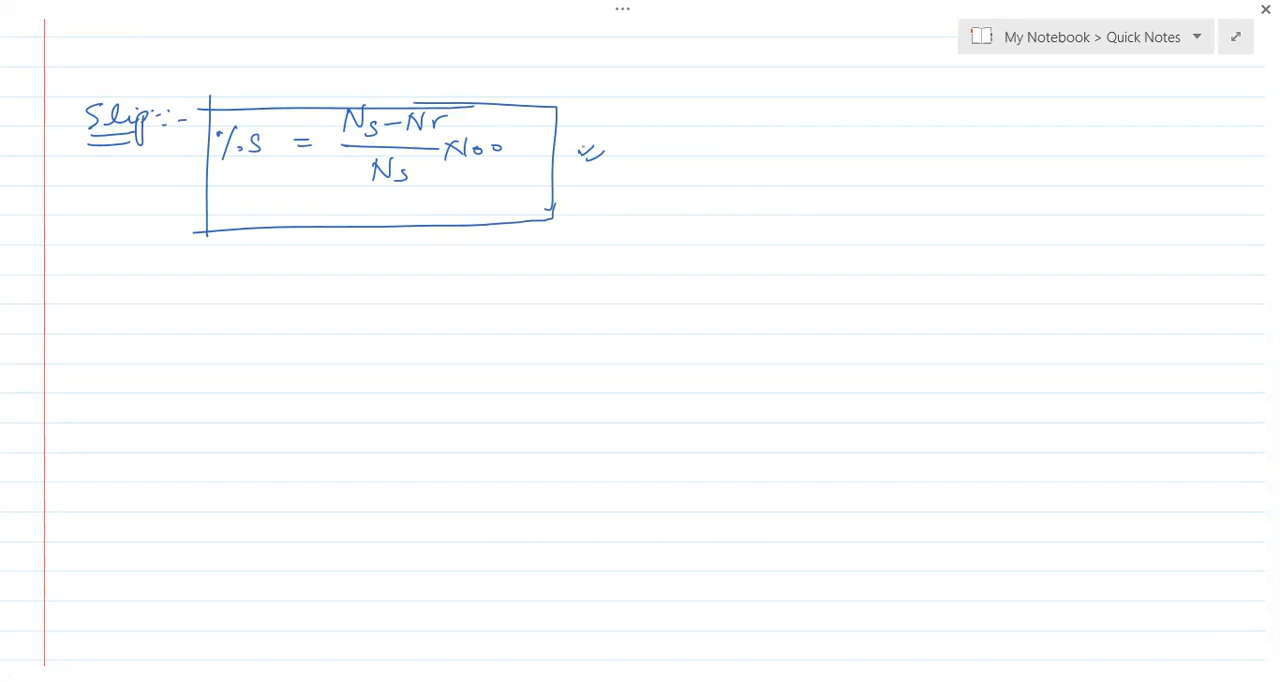 My Notebook > Quick Notes
Slip :-
%S = Ns-Nr/Ns ×100